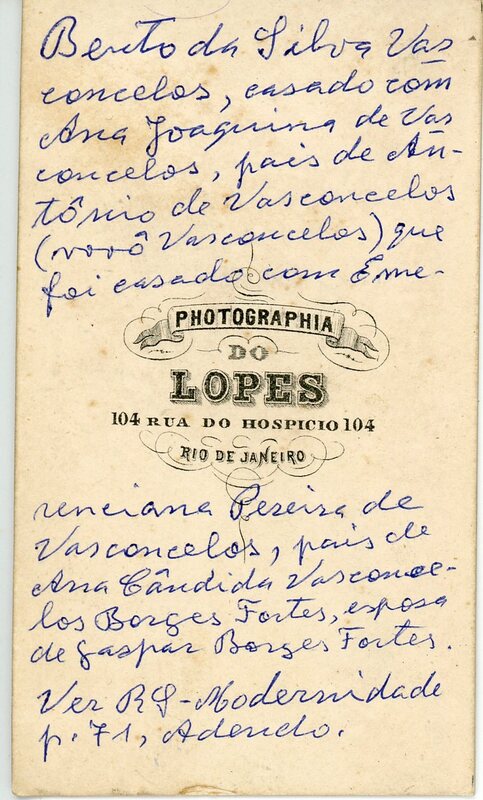 Bento da Silva Vas
concelos, casado com
Ana Joaquina de Vas
concelos, pais de An-
tônio de Vasconcelos
(vovô Vasconcelos) que
foi casado com Eme-
PHOTOGRAPHIA
DO
LOPES
104 RUA DO HOSPICIO 104
RIO DE JANEIRO
renciana Pereira de
Vasconcelos, pais de
Ana Cândida Vasconce-
los Borges Fortes, esposa
de Gaspar Borges Fortes.
Ver RS-Modernidade
p. 71, Adendo.